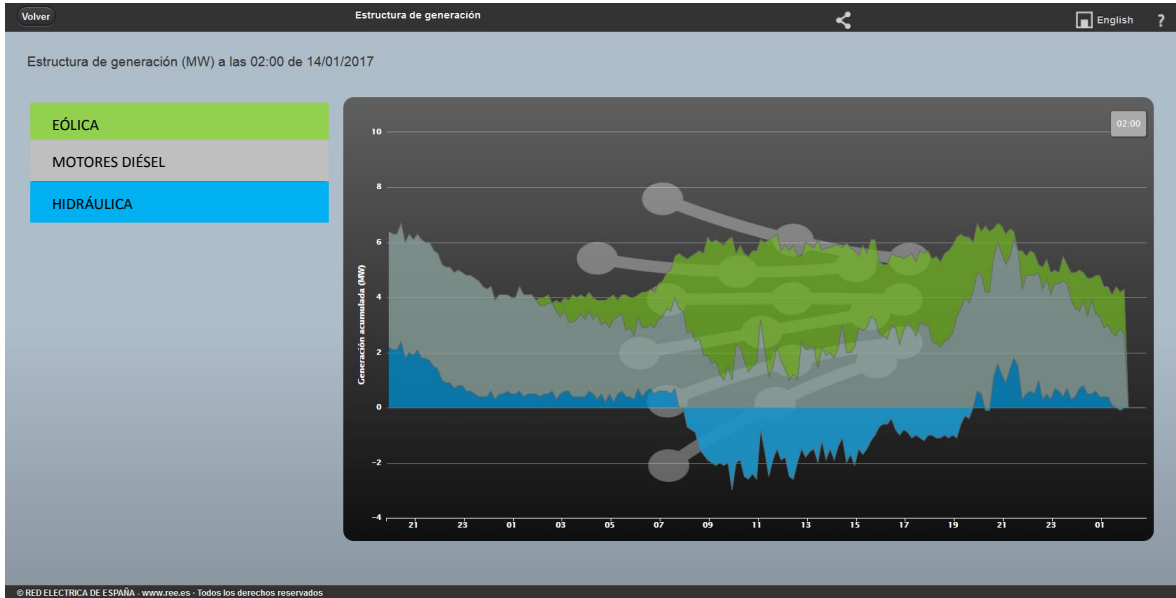 Volver
Estructura de generación
English
?
Estructura de generación (MW) a las 02:00 de 14/01/2017
EÓLICA
MOTORES DIÉSEL
HIDRÁULICA
02:00
Generación acumulada (MW)
10
8
6
4
2
0
−2
−4
21 23 01 03 05 07 09 11 13 15 17 19 21 23 01
© RED ELECTRICA DE ESPAÑA - www.ree.es - Todos los derechos reservados